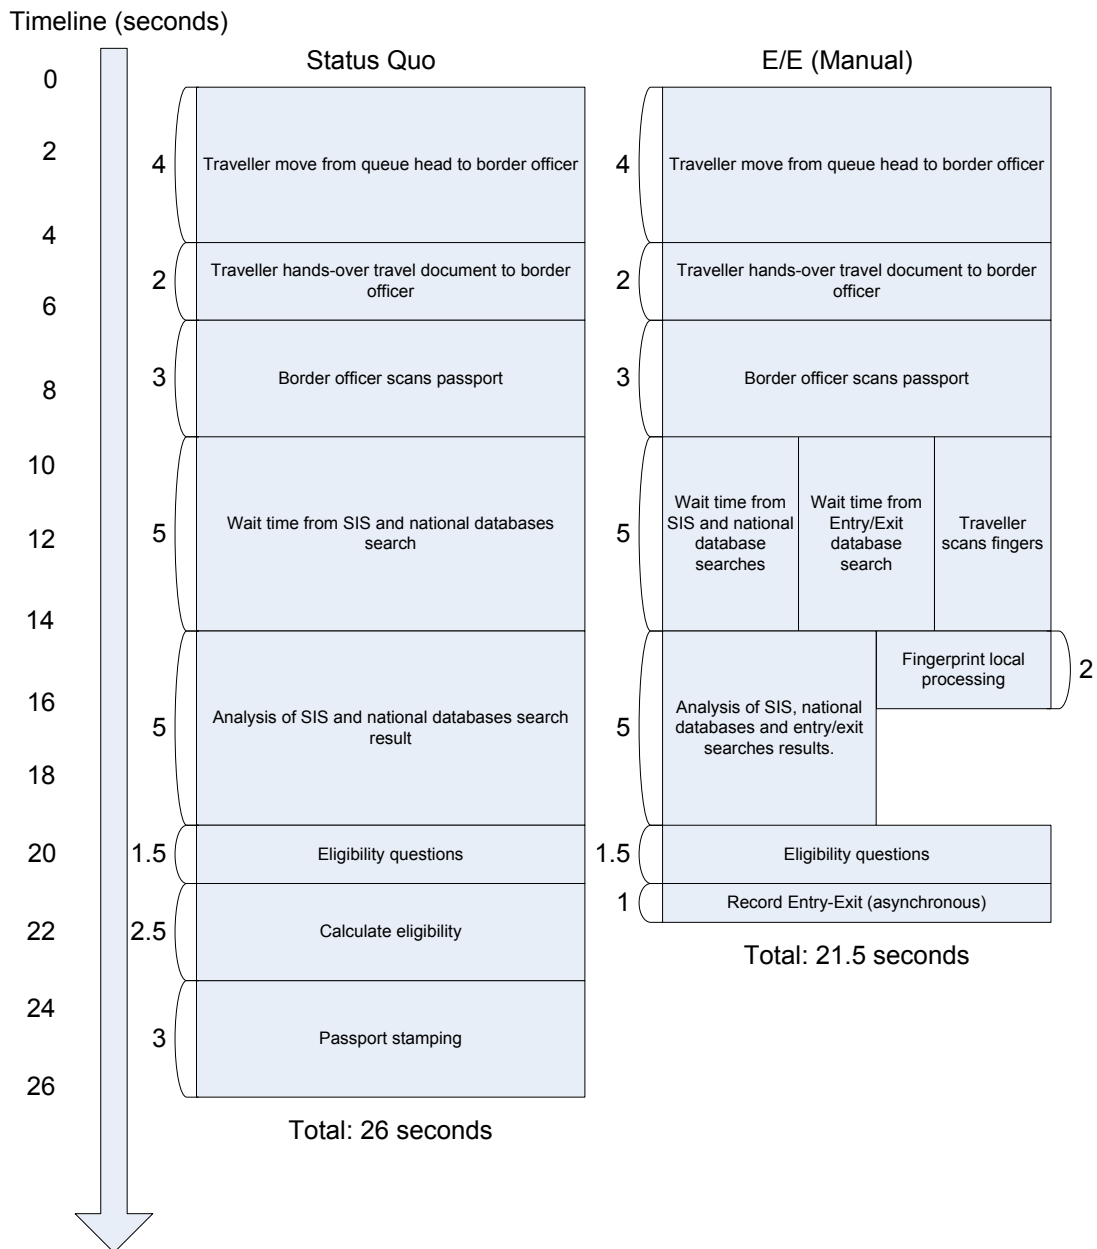 Timeline (seconds)
0
2
4
6
8
10
12
14
16
18
20
22
24
26
Status Quo
4
Traveller move from queue head to border officer
2
Traveller hands-over travel document to border
officer
3
Border officer scans passport
5
Wait time from SIS and national databases
search
5
Analysis of SIS and national databases search
result
1.5
Eligibility questions
2.5
Calculate eligibility
3
Passport stamping
Total: 26 seconds
E/E (Manual)
4
Traveller move from queue head to border officer
2
Traveller hands-over travel document to border
officer
3
Border officer scans passport
5
Wait time from
SIS and national
database
searches
Wait time from
Entry/Exit
database
search
Traveller
scans fingers
5
Analysis of SIS, national
databases and entry/exit
searches results.
Fingerprint local
processing
2
1.5
Eligibility questions
1
Record Entry-Exit (asynchronous)
Total: 21.5 seconds